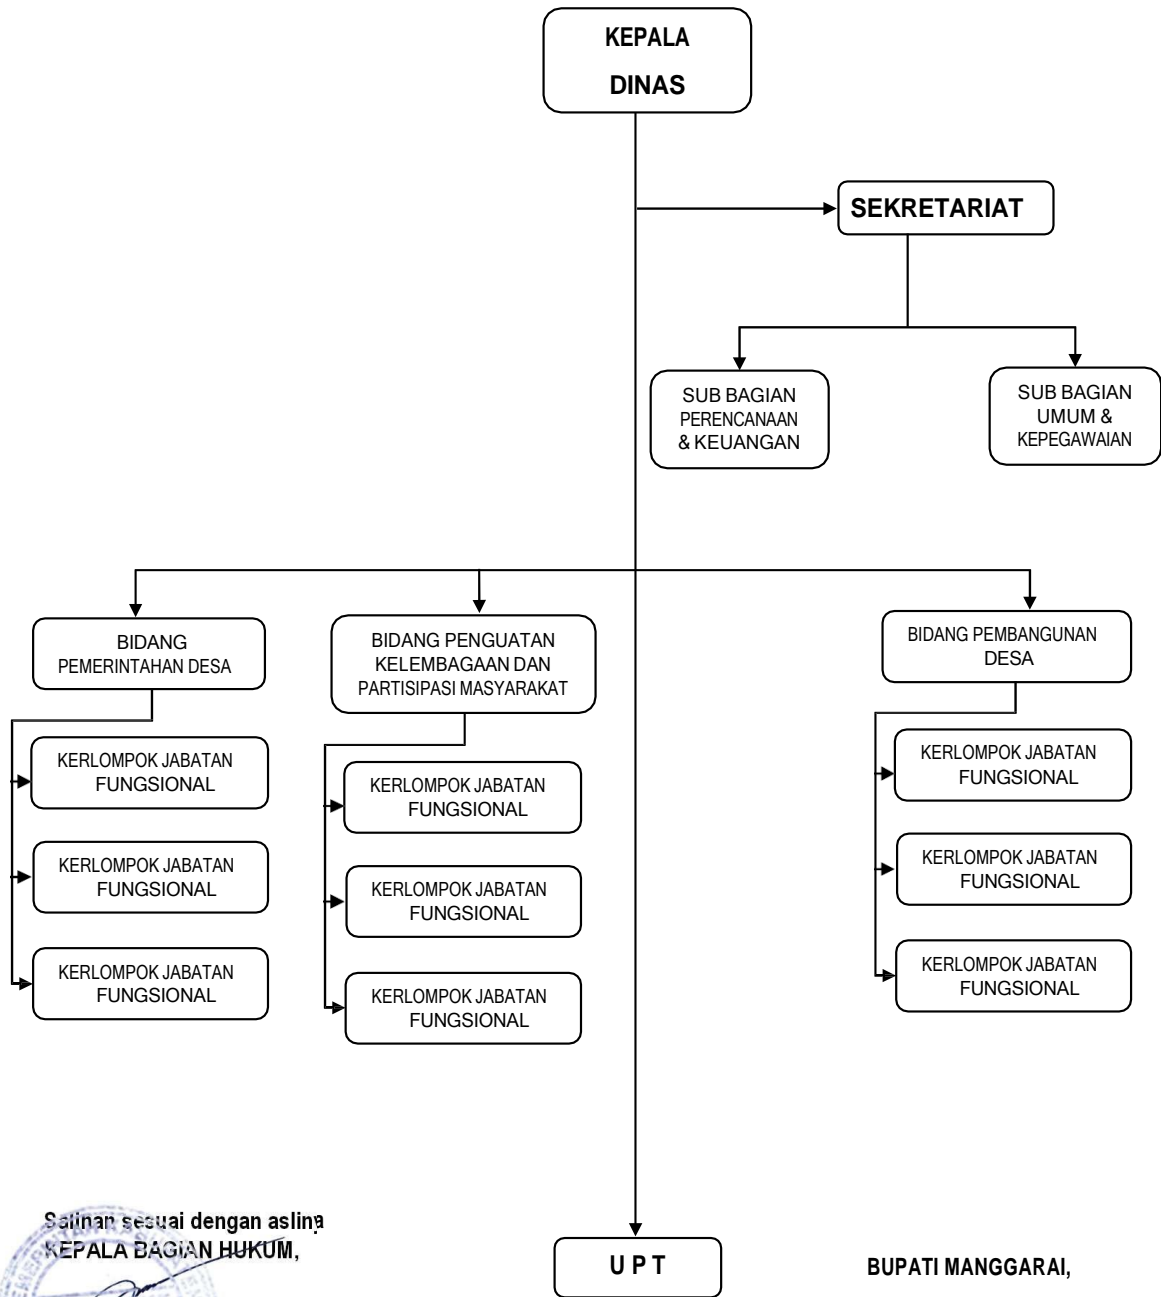 KEPALA
DINAS
SEKRETARIAT
SUB BAGIAN
PERENCANAAN
& KEUANGAN
SUB BAGIAN
UMUM &
KEPEGAWAIAN
BIDANG
PEMERINTAHAN DESA
BIDANG PENGUATAN
KELEMBAGAAN DAN
PARTISIPASI MASYARAKAT
BIDANG PEMBANGUNAN
DESA
KERLOMPOK JABATAN
FUNGSIONAL
KERLOMPOK JABATAN
FUNGSIONAL
KERLOMPOK JABATAN
FUNGSIONAL
KERLOMPOK JABATAN
FUNGSIONAL
KERLOMPOK JABATAN
FUNGSIONAL
KERLOMPOK JABATAN
FUNGSIONAL
KERLOMPOK JABATAN
FUNGSIONAL
KERLOMPOK JABATAN
FUNGSIONAL
KERLOMPOK JABATAN
FUNGSIONAL
Salinan sesuai dengan aslinya
KEPALA BAGIAN HUKUM,
U P T
BUPATI MANGGARAI,